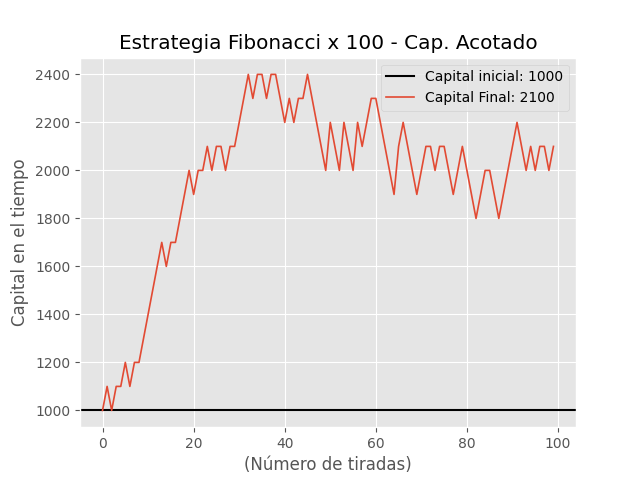 Estrategia Fibonacci x 100 - Cap. Acotado
Capital inicial: 1000
Capital Final: 2100
Capital en el tiempo
2400
2200
2000
1800
1600
1400
1200
1000
0 20 40 60 80 100
(Número de tiradas)